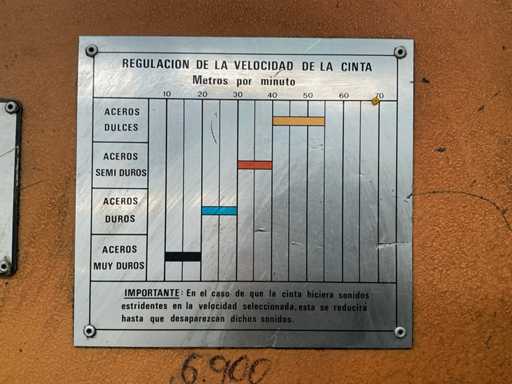 REGULACION DE LA VELOCIDAD DE LA CINTA
Metros por minuto
10 20 30 40 50 60 70
ACEROS
DULCES
ACEROS
SEMI DUROS
ACEROS
DUROS
ACEROS
MUY DUROS
IMPORTANTE: En el caso de que la cinta hiciera sonidos
estridentes en la velocidad seleccionada, esta se reducirá
hasta que desaparezcan dichos sonidos.
6.900